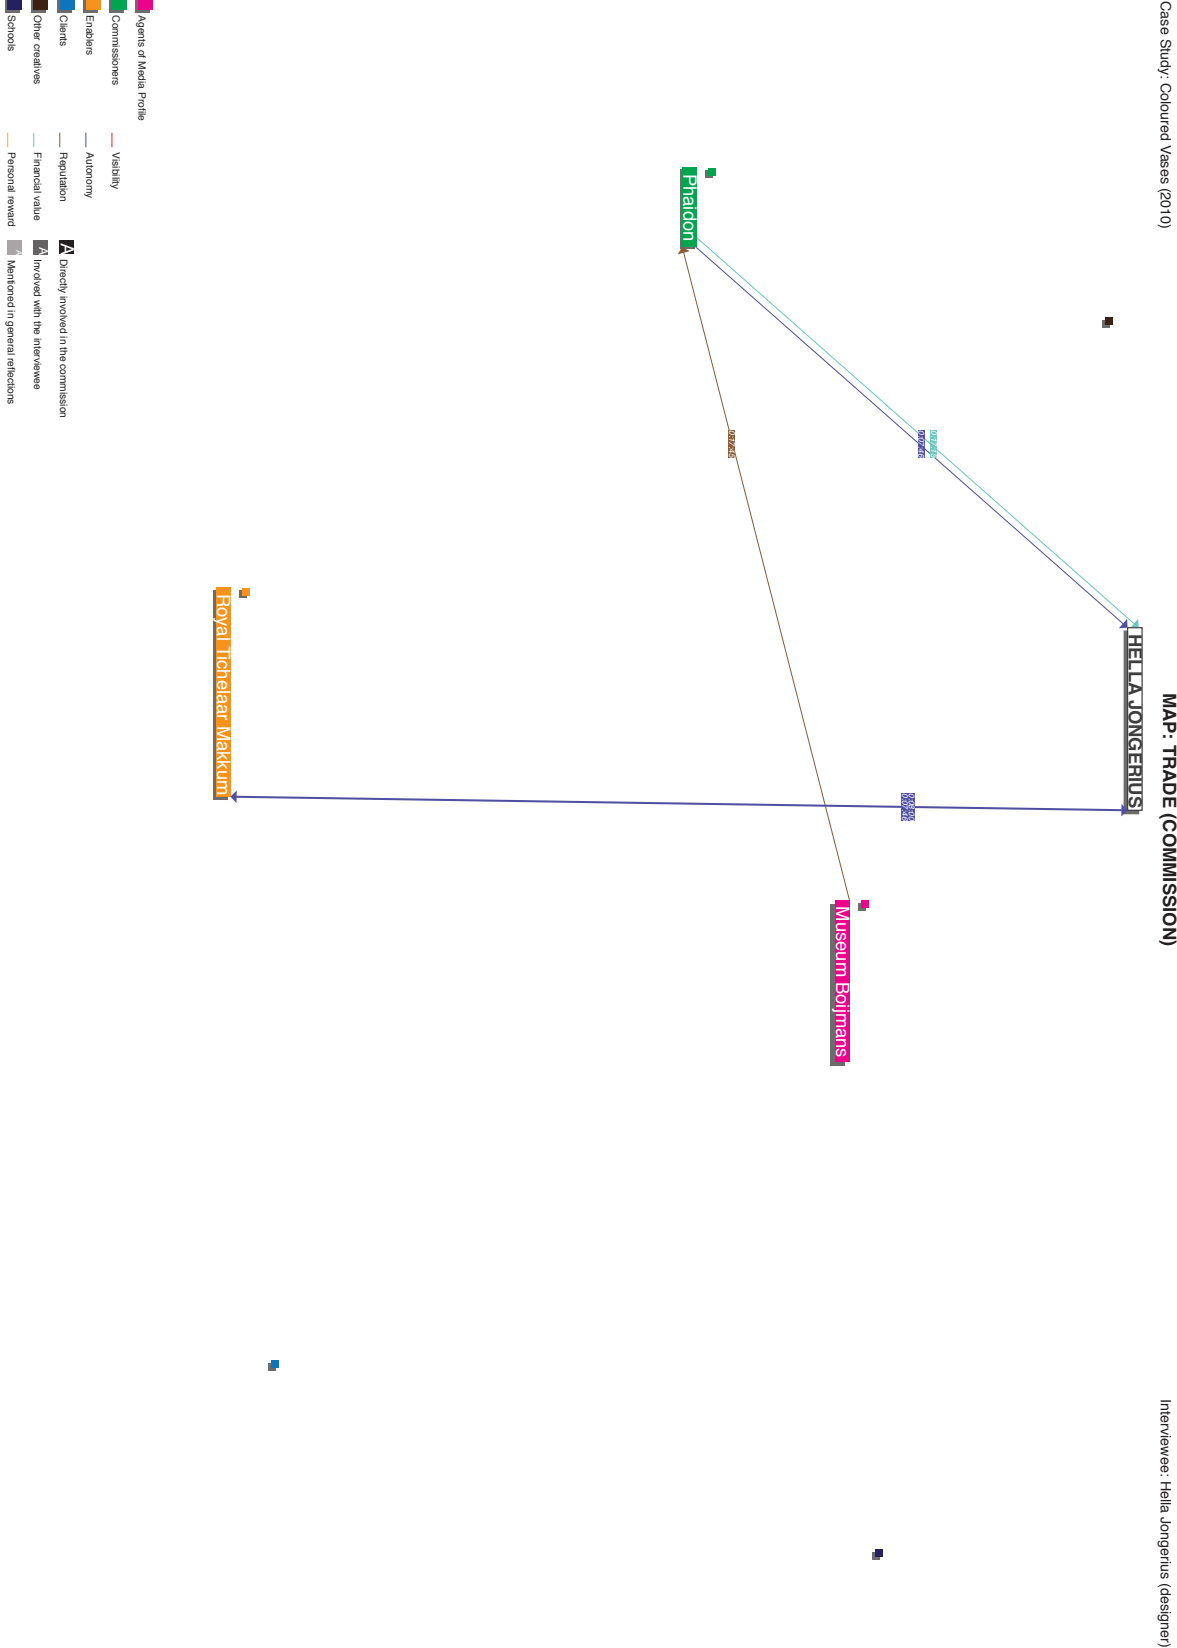 Case Study: Coloured Vases (2010)
MAP: TRADE (COMMISSION)
Interviewee: Hella Jongerius (designer)
HELLA JONGERIUS
Museum Boijmans
Phaidon
Royal Tichelaar Makkum
Agents of Media Profile
Commissioners
Enablers
Clients
Other creatives
Schools
Visibility
Autonomy
Reputation
Financial value
Personal reward
A Directly involved in the commission
A Involved with the interviewee
A Mentioned in general reflections